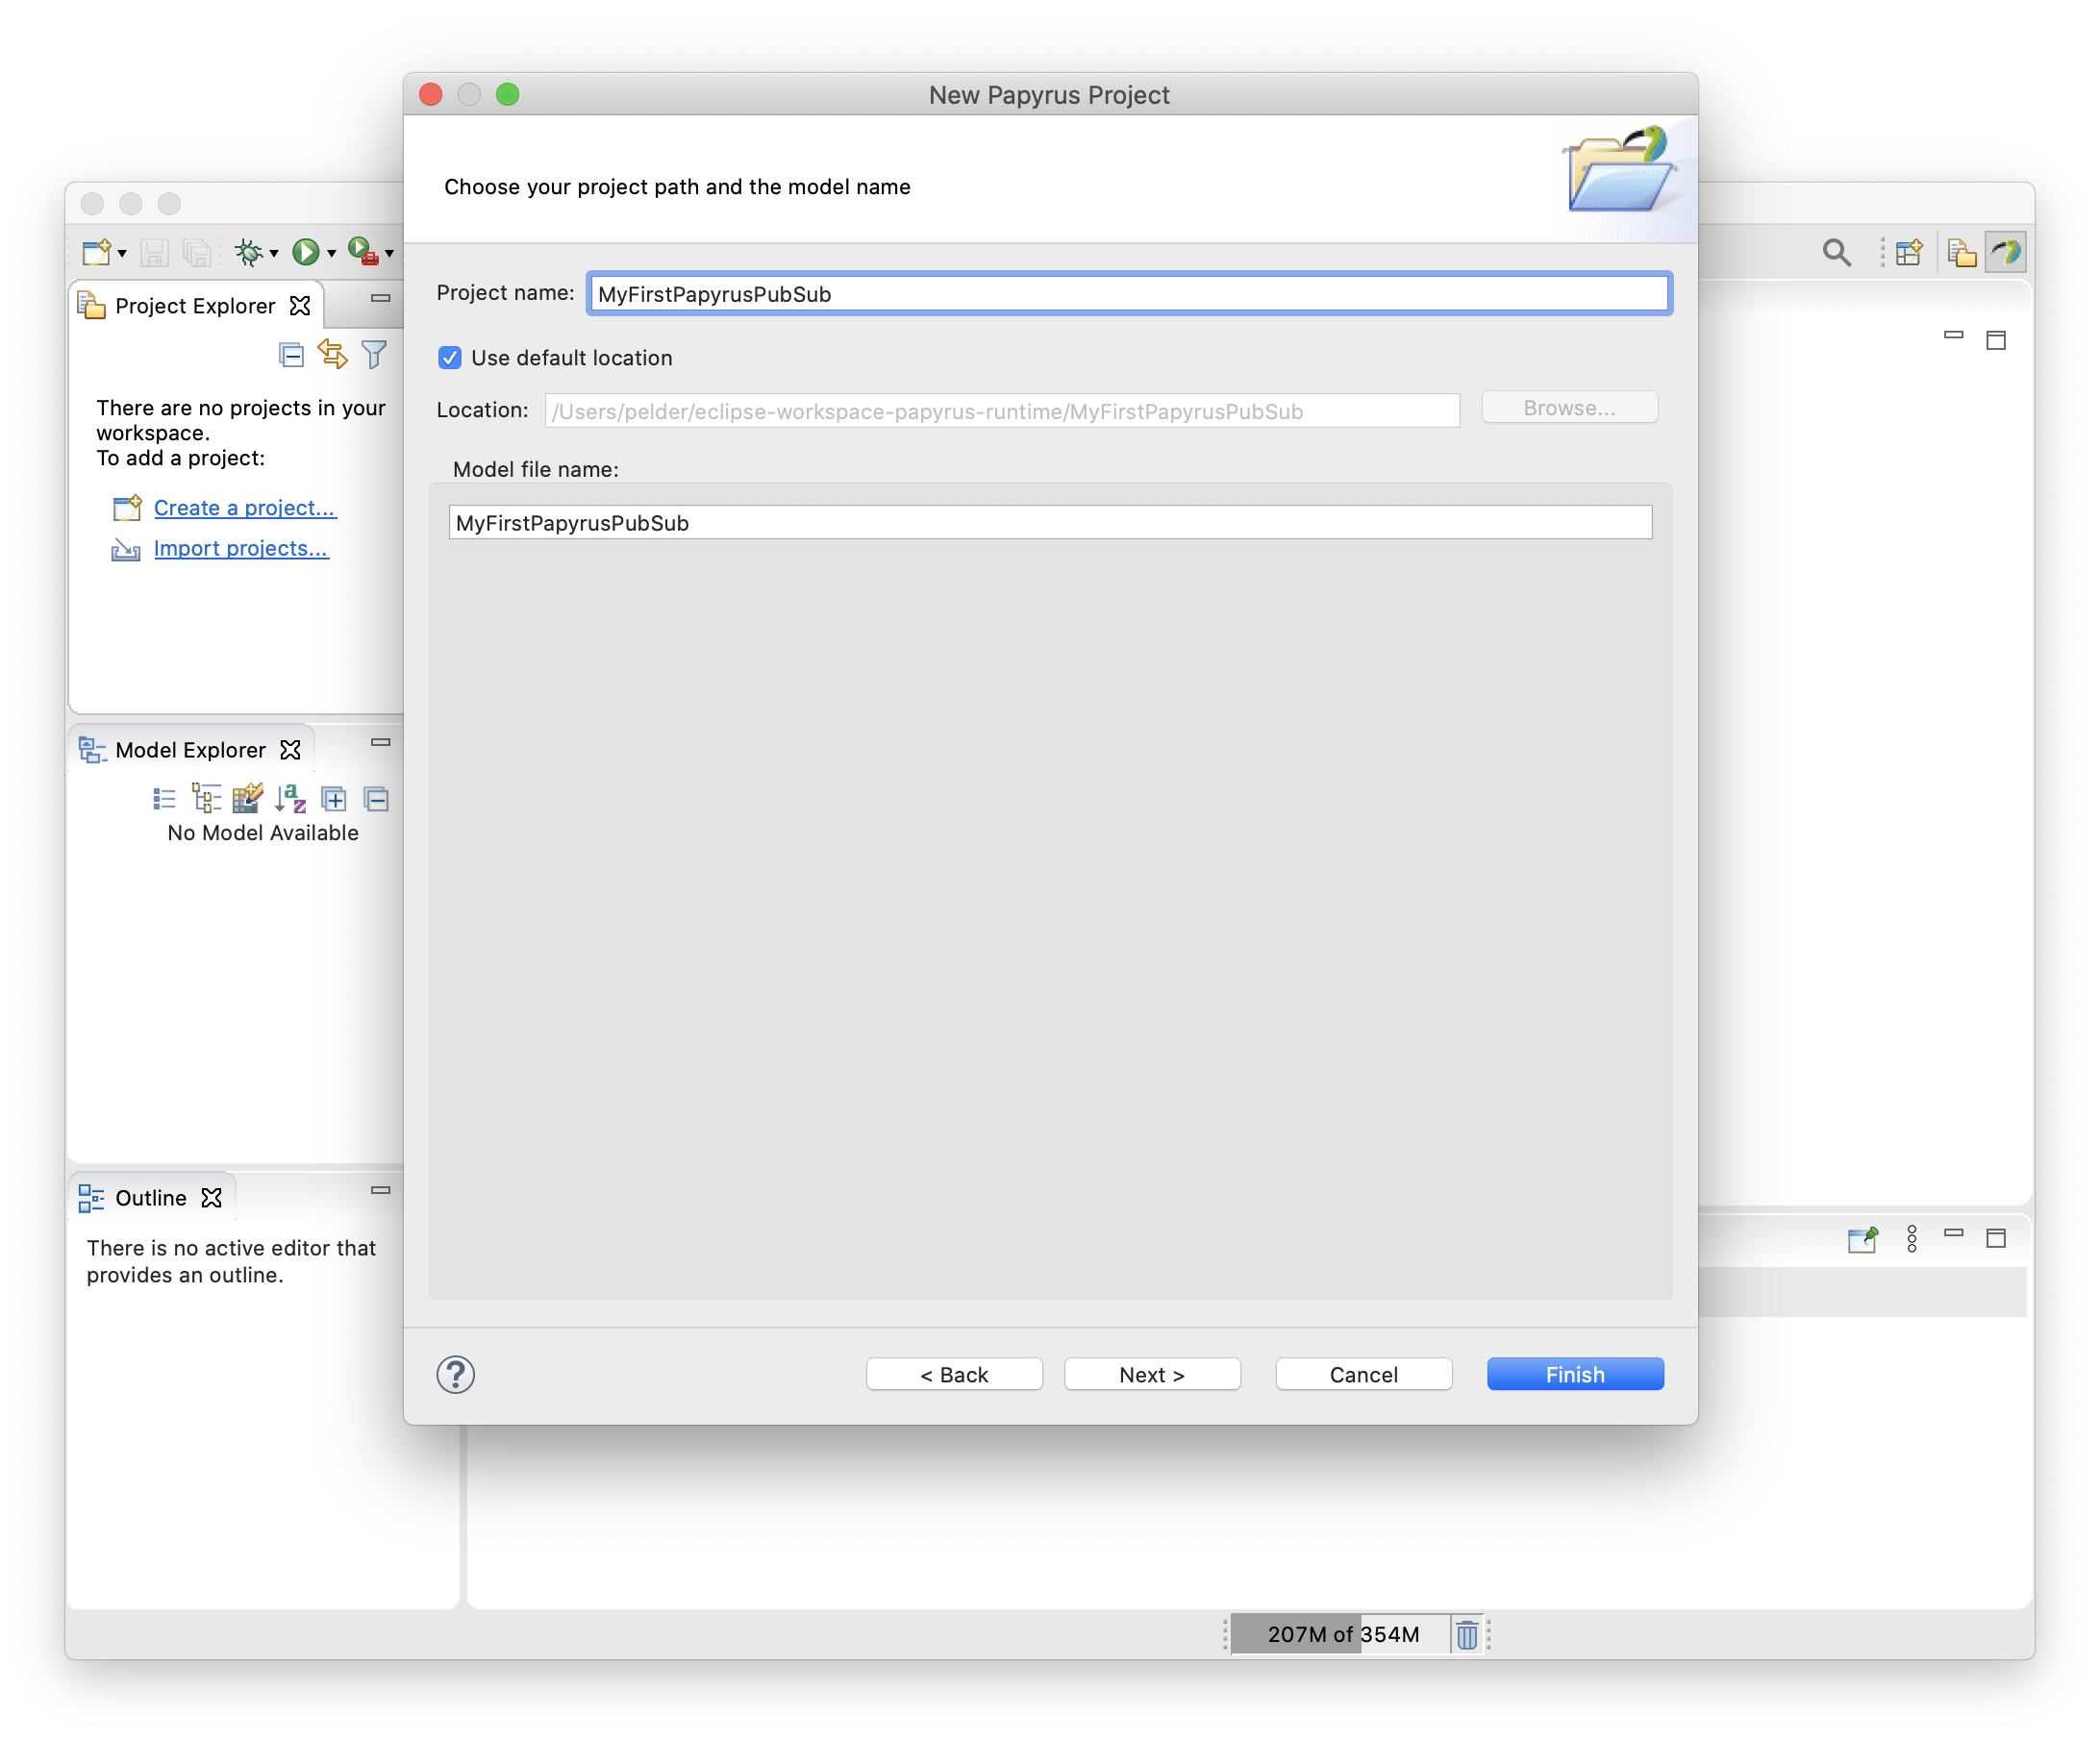 New Papyrus Project
Choose your project path and the model name
Project name: MyFirstPapyrusPubSub
Use default location
Location: /Users/pelder/eclipse-workspace-papyrus-runtime/MyFirstPapyrusPubSub Browse...
Model file name:
MyFirstPapyrusPubSub
? < Back Next > Cancel Finish
Project Explorer
There are no projects in your
workspace.
To add a project:
Create a project...
Import projects...
Model Explorer
No Model Available
Outline
There is no active editor that
provides an outline.
207M of 354M